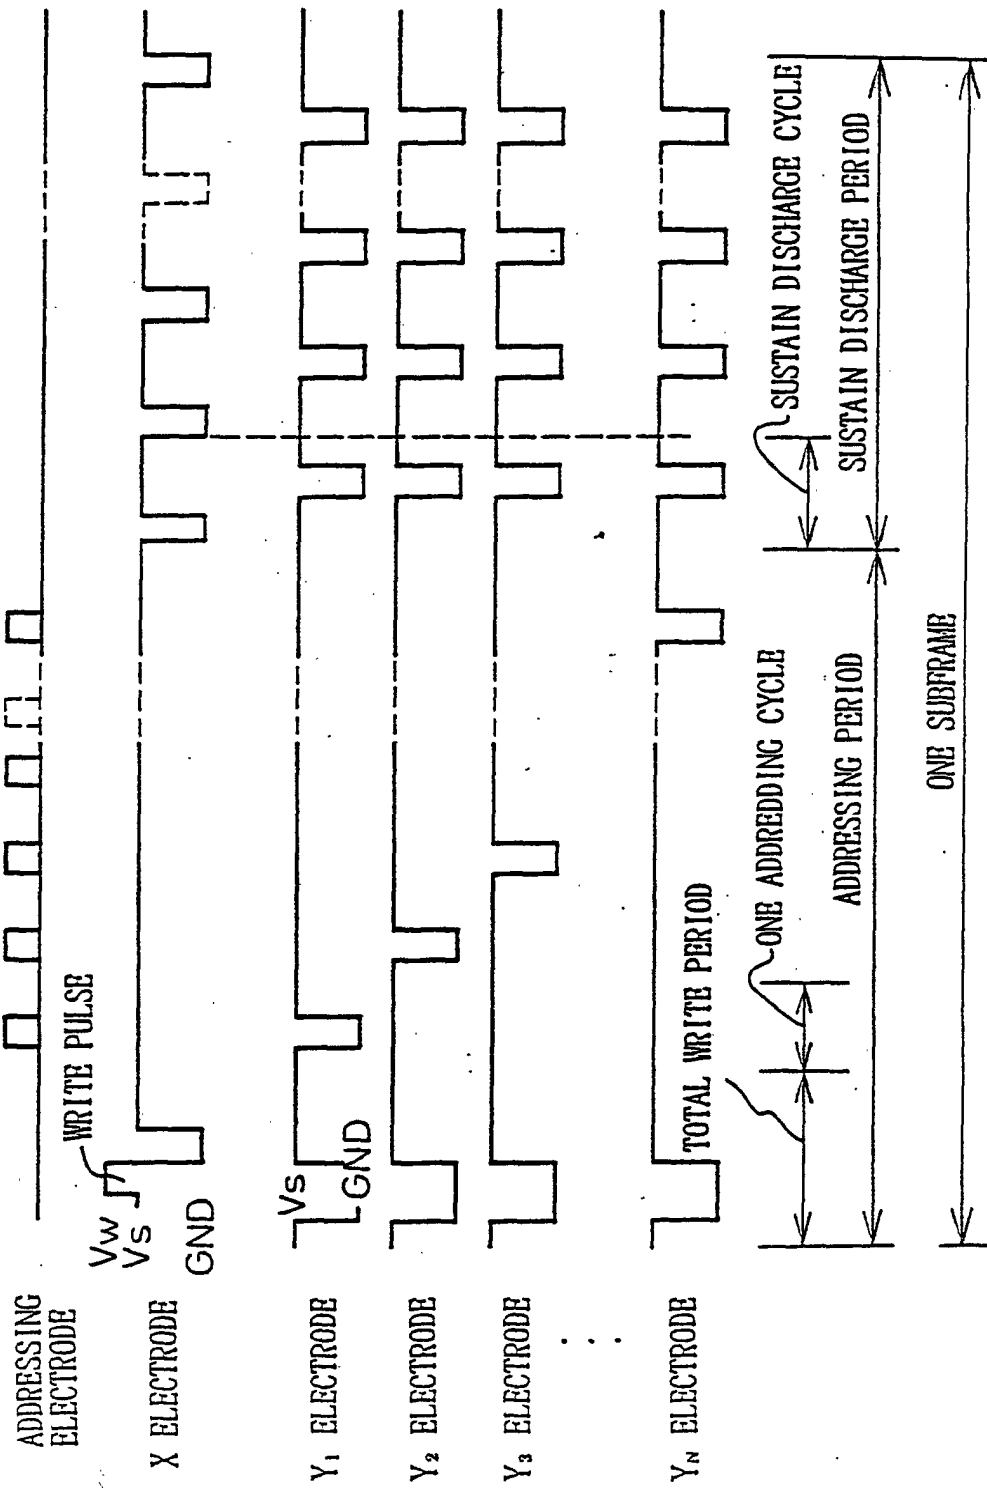 ADDRESSING
ELECTRODE
WRITE PULSE
Vw
Vs
GND
X ELECTRODE
Vs
GND
Y₁ ELECTRODE
Y₂ ELECTRODE
Y₃ ELECTRODE
Y_N ELECTRODE
TOTAL WRITE PERIOD
ONE ADDREDDING CYCLE
SUSTAIN DISCHARGE CYCLE
ADDRESSING PERIOD
SUSTAIN DISCHARGE PERIOD
ONE SUBFRAME